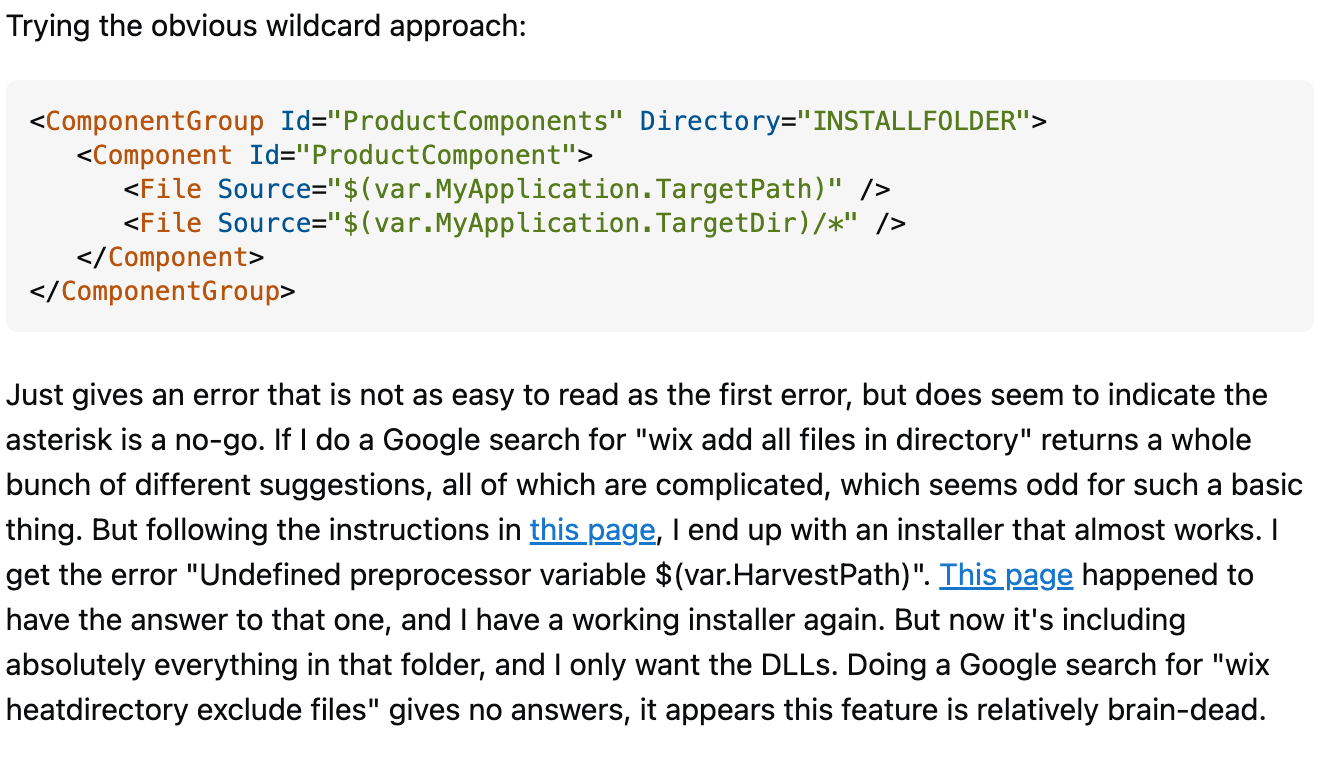 Trying the obvious wildcard approach:
<ComponentGroup Id="ProductComponents" Directory="INSTALLFOLDER">
   <Component Id="ProductComponent">
      <File Source="$(var.MyApplication.TargetPath)" />
      <File Source="$(var.MyApplication.TargetDir)/*" />
   </Component>
</ComponentGroup>
Just gives an error that is not as easy to read as the first error, but does seem to indicate the
asterisk is a no-go. If I do a Google search for "wix add all files in directory" returns a whole
bunch of different suggestions, all of which are complicated, which seems odd for such a basic
thing. But following the instructions in this page, I end up with an installer that almost works. I
get the error "Undefined preprocessor variable $(var.HarvestPath)". This page happened to
have the answer to that one, and I have a working installer again. But now it's including
absolutely everything in that folder, and I only want the DLLs. Doing a Google search for "wix
heatdirectory exclude files" gives no answers, it appears this feature is relatively brain-dead.